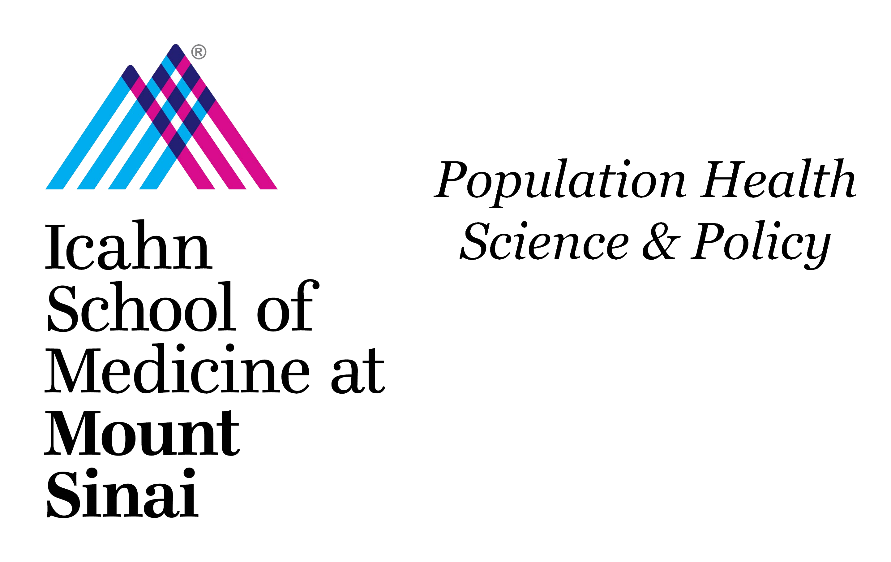 ®
Icahn
School of
Medicine at
Mount
Sinai
Population Health
Science & Policy